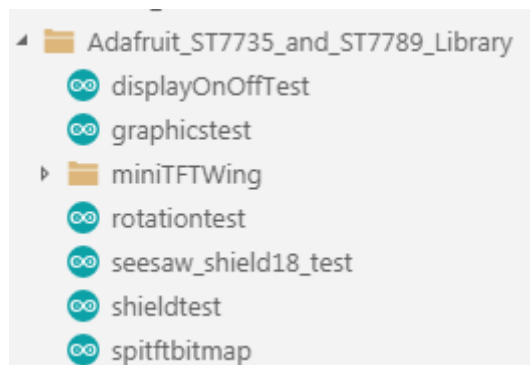 Adafruit_ST7735_and_ST7789_Library
displayOnOffTest
graphicstest
miniTFTWing
rotationtest
seesaw_shield18_test
shieldtest
spitftbitmap